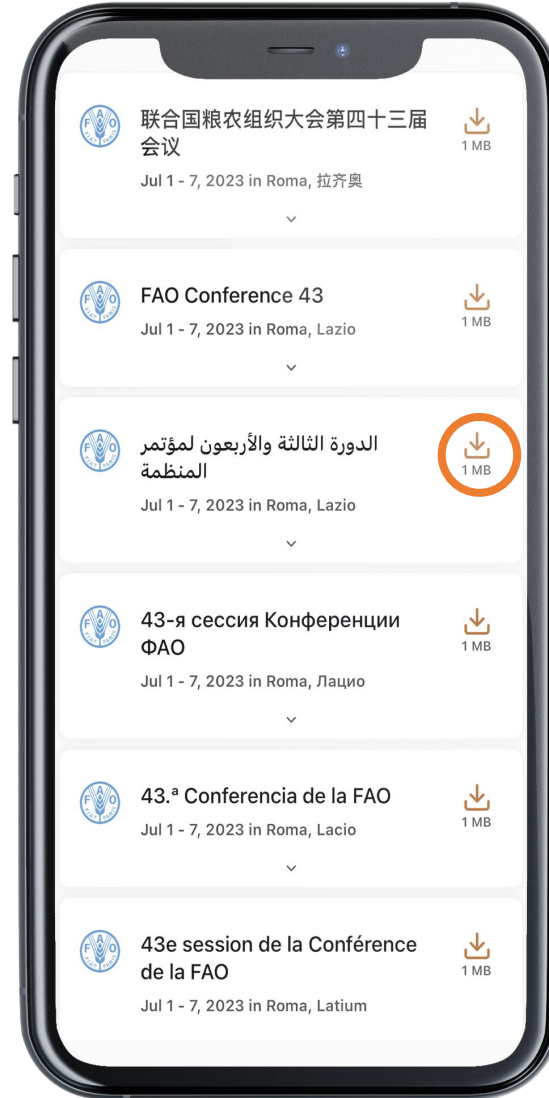 联合国粮农组织大会第四十三届
会议
1 MB
Jul 1 - 7, 2023 in Roma, 拉齐奥
FAO Conference 43
1 MB
Jul 1 - 7, 2023 in Roma, Lazio
الدورة الثالثة والأربعون لمؤتمر
المنظمة
1 MB
Jul 1 - 7, 2023 in Roma, Lazio
43-я сессия Конференции
ФАО
1 MB
Jul 1 - 7, 2023 in Roma, Лацио
43.ª Conferencia de la FAO
1 MB
Jul 1 - 7, 2023 in Roma, Lacio
43e session de la Conférence
de la FAO
1 MB
Jul 1 - 7, 2023 in Roma, Latium